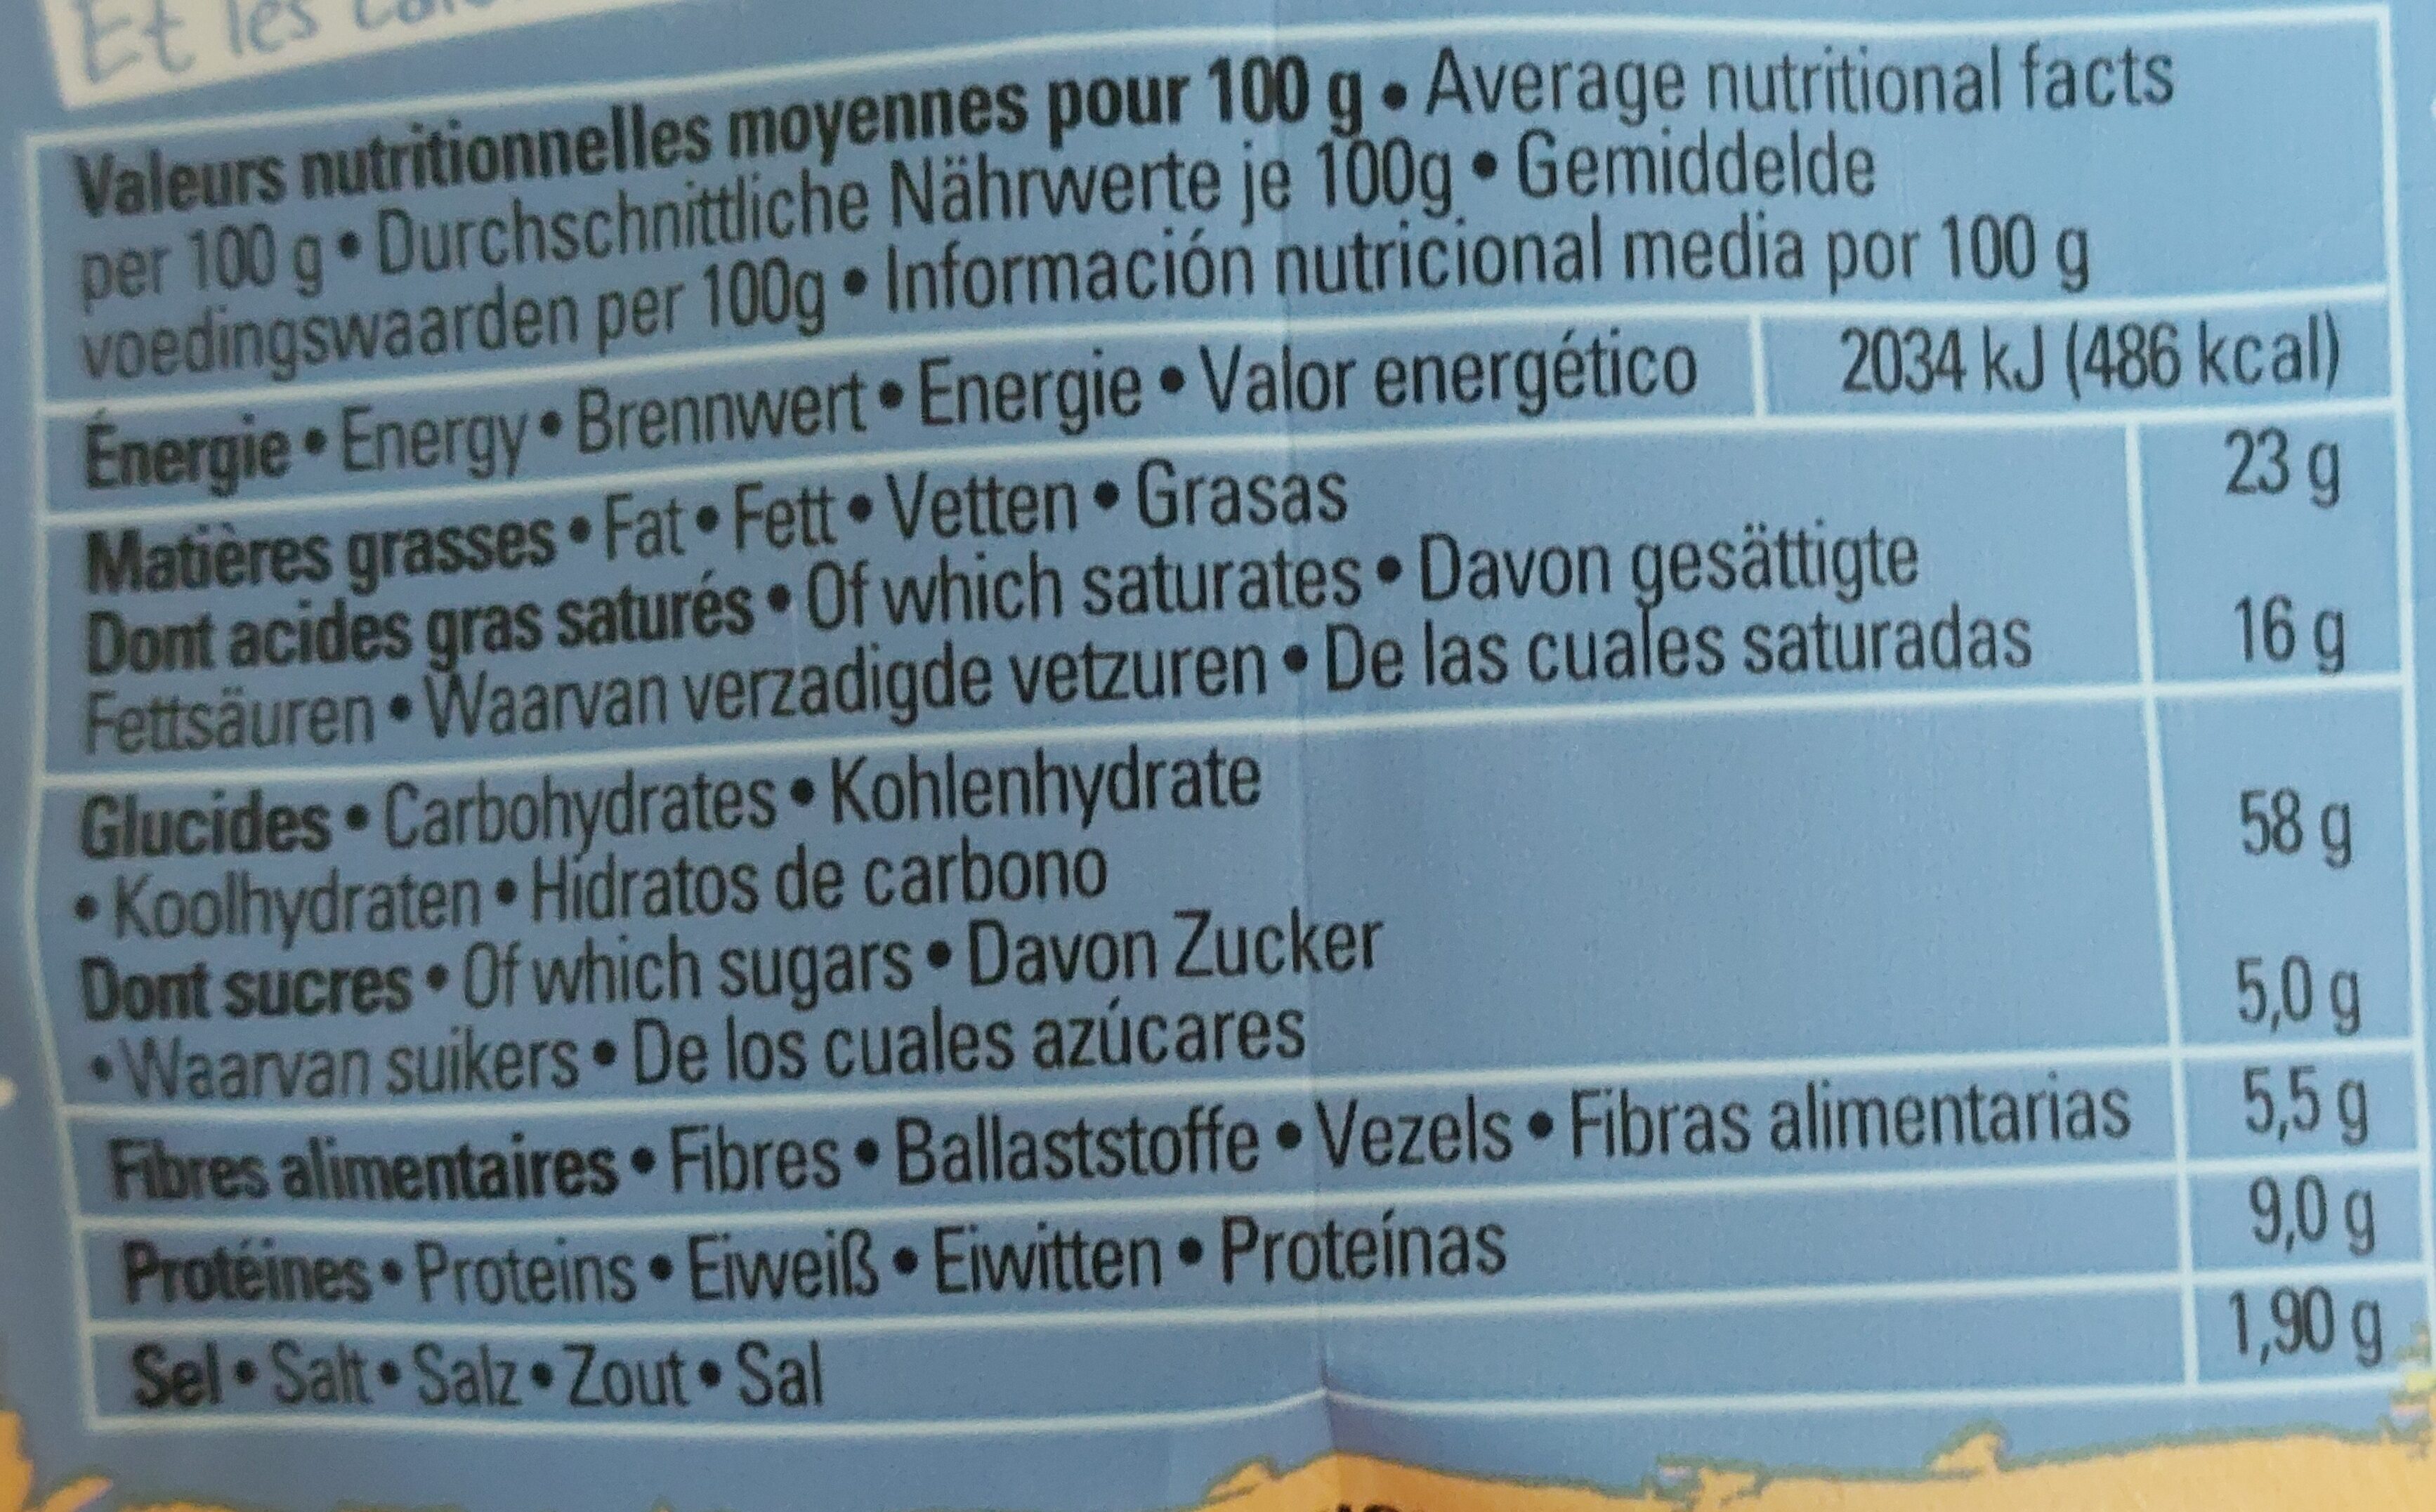 Et les
Valeurs nutritionnelles moyennes pour 100 g • Average nutritional facts
per 100 g • Durchschnittliche Nährwerte je 100g • Gemiddelde
voedingswaarden per 100g • Información nutricional media por 100 g
Énergie • Energy • Brennwert • Energie • Valor energético 2034 kJ (486 kcal)
Matières grasses • Fat • Fett • Vetten • Grasas 23 g
Dont acides gras saturés • Of which saturates • Davon gesättigte
Fettsäuren • Waarvan verzadigde vetzuren • De las cuales saturadas 16 g
Glucides • Carbohydrates • Kohlenhydrate
• Koolhydraten • Hidratos de carbono 58 g
Dont sucres • Of which sugars • Davon Zucker
• Waarvan suikers • De los cuales azúcares 5,0 g
Fibres alimentaires • Fibres • Ballaststoffe • Vezels • Fibras alimentarias 5,5 g
Protéines • Proteins • Eiweiß • Eiwitten • Proteínas 9,0 g
Sel • Salt • Salz • Zout • Sal 1,90 g